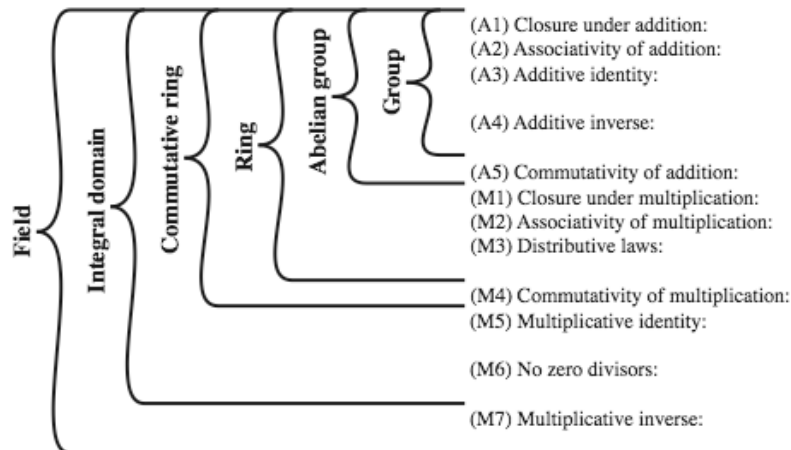 Field
Integral domain
Commutative ring
Ring
Abelian group
Group
(A1) Closure under addition:
(A2) Associativity of addition:
(A3) Additive identity:
(A4) Additive inverse:
(A5) Commutativity of addition:
(M1) Closure under multiplication:
(M2) Associativity of multiplication:
(M3) Distributive laws:
(M4) Commutativity of multiplication:
(M5) Multiplicative identity:
(M6) No zero divisors:
(M7) Multiplicative inverse: